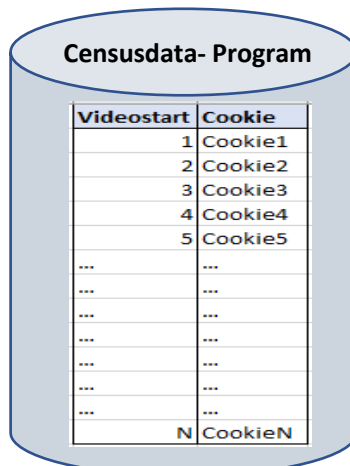 Censusdata- Program
Videostart Cookie
1 Cookie1
2 Cookie2
3 Cookie3
4 Cookie4
5 Cookie5
... ...
... ...
... ...
... ...
... ...
... ...
... ...
N CookieN